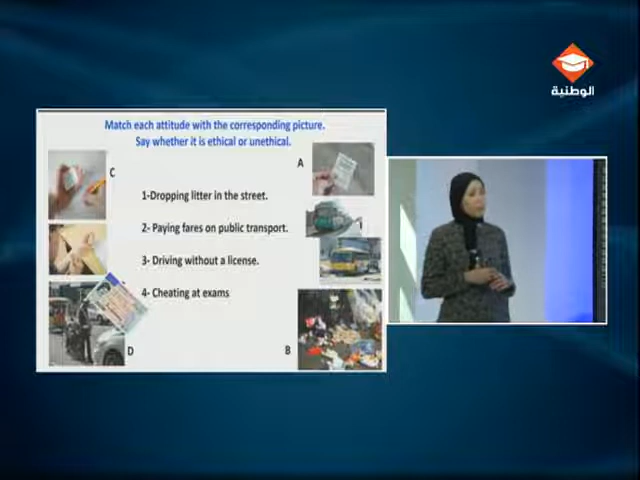 الوطنية
Match each attitude with the corresponding picture.
Say whether it is ethical or unethical.
C
A
1-Dropping litter in the street.
2- Paying fares on public transport.
3- Driving without a license.
4- Cheating at exams
D
B